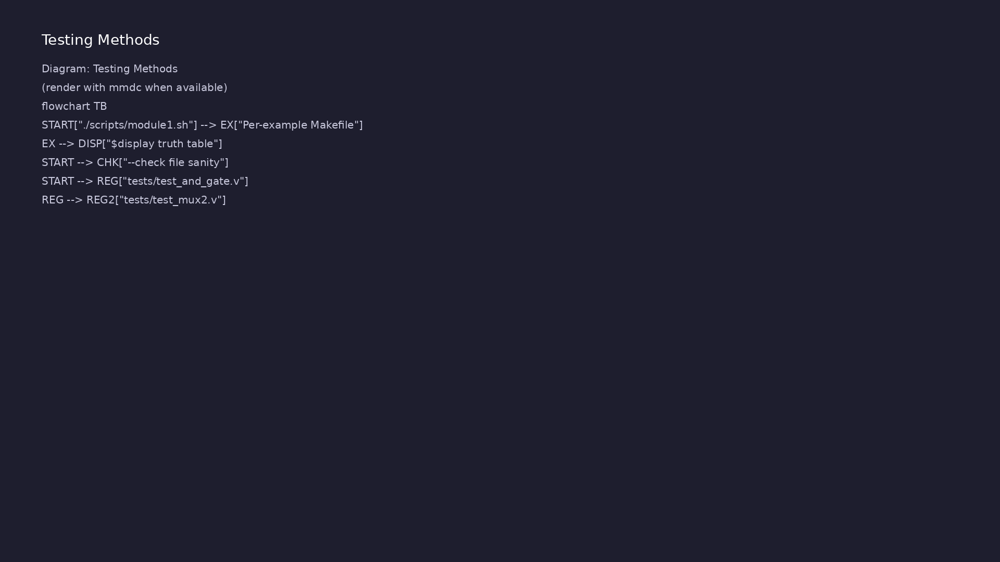 Testing Methods
Diagram: Testing Methods
(render with mmdc when available)
flowchart TB
START["./scripts/module1.sh"] --> EX["Per-example Makefile"]
EX --> DISP["$display truth table"]
START --> CHK["--check file sanity"]
START --> REG["tests/test_and_gate.v"]
REG --> REG2["tests/test_mux2.v"]